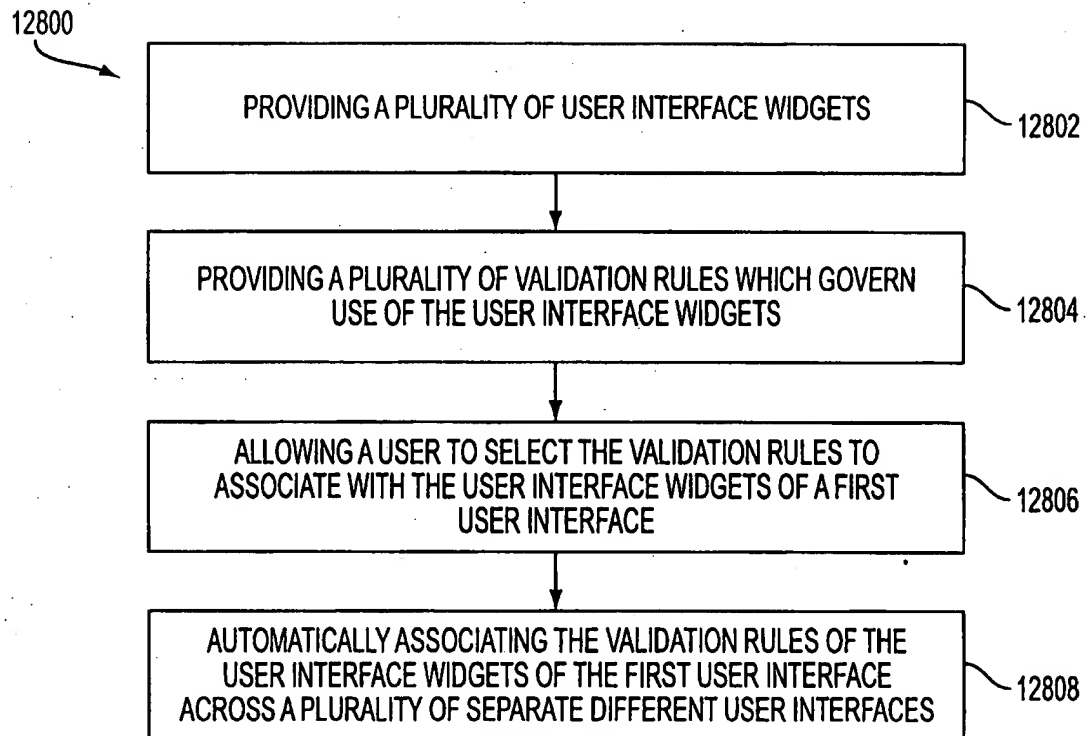 12800
PROVIDING A PLURALITY OF USER INTERFACE WIDGETS
12802
PROVIDING A PLURALITY OF VALIDATION RULES WHICH GOVERN
USE OF THE USER INTERFACE WIDGETS
12804
ALLOWING A USER TO SELECT THE VALIDATION RULES TO
ASSOCIATE WITH THE USER INTERFACE WIDGETS OF A FIRST
USER INTERFACE
12806
AUTOMATICALLY ASSOCIATING THE VALIDATION RULES OF THE
USER INTERFACE WIDGETS OF THE FIRST USER INTERFACE
ACROSS A PLURALITY OF SEPARATE DIFFERENT USER INTERFACES
12808